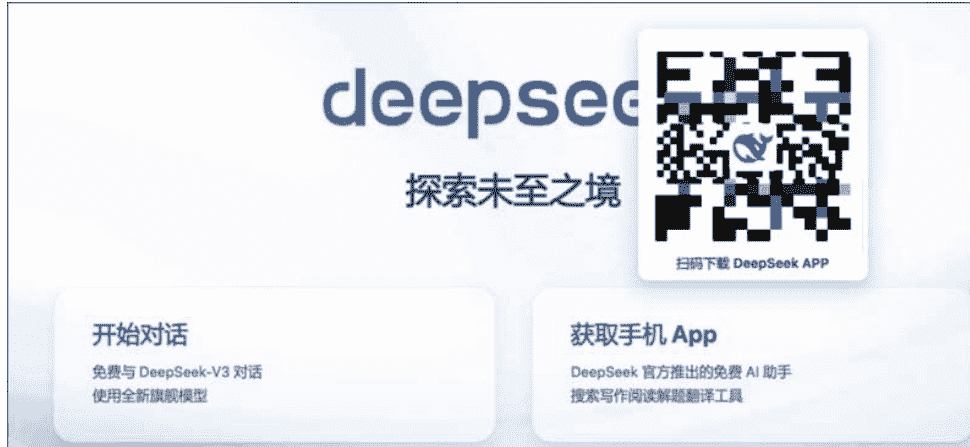 deepsee
探索未至之境
扫码下载 DeepSeek APP
开始对话
免费与 DeepSeek-V3 对话
使用全新旗舰模型
获取手机 App
DeepSeek 官方推出的免费 AI 助手
搜索写作阅读解题翻译工具